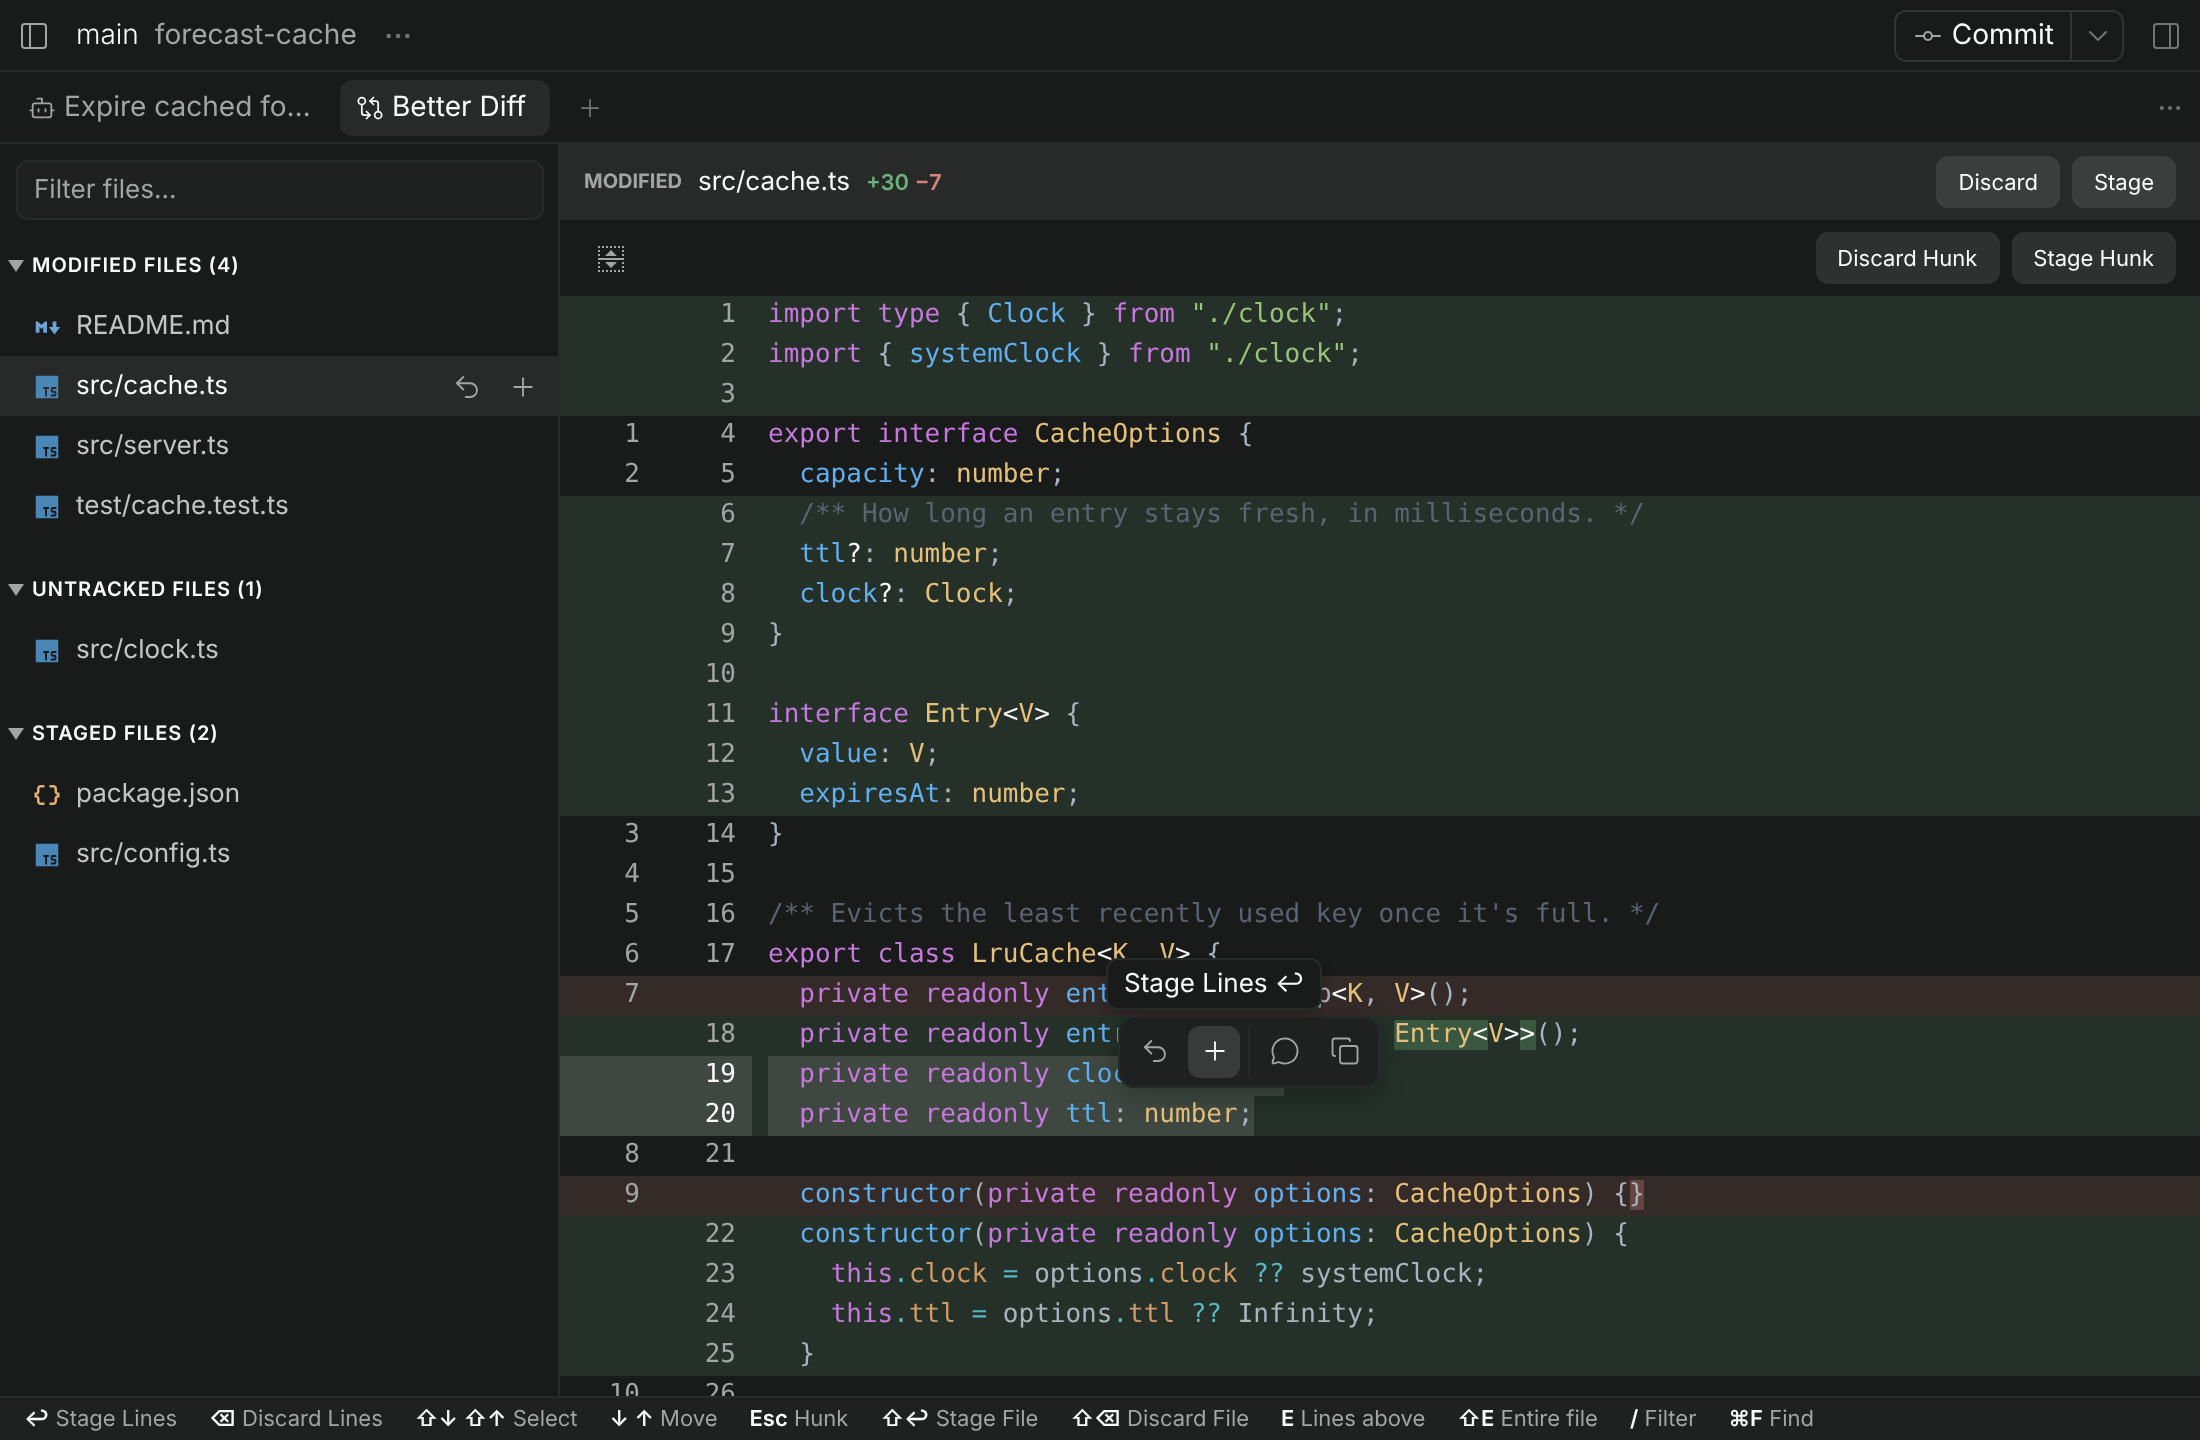 main forecast-cache ...
Commit
Expire cached fo...
Better Diff
Filter files...
MODIFIED FILES (4)
README.md
src/cache.ts
src/server.ts
test/cache.test.ts
UNTRACKED FILES (1)
src/clock.ts
STAGED FILES (2)
package.json
src/config.ts
MODIFIED src/cache.ts +30 −7
Discard
Stage
Discard Hunk
Stage Hunk
1 import type { Clock } from "./clock";
2 import { systemClock } from "./clock";
3
1 4 export interface CacheOptions {
2 5 capacity: number;
6 /** How long an entry stays fresh, in milliseconds. */
7 ttl?: number;
8 clock?: Clock;
9 }
10
11 interface Entry<V> {
12 value: V;
13 expiresAt: number;
3 14 }
4 15
5 16 /** Evicts the least recently used key once it's full. */
6 17 export class LruCache<K, V> {
Stage Lines ↩
7 private readonly ent p<K, V>();
18 private readonly entr Entry<V>>();
19 private readonly cloc
20 private readonly ttl: number;
8 21
9 constructor(private readonly options: CacheOptions) {}
22 constructor(private readonly options: CacheOptions) {
23 this.clock = options.clock ?? systemClock;
24 this.ttl = options.ttl ?? Infinity;
25 }
10 26
↩ Stage Lines ⌫ Discard Lines ⇧↓ ⇧↑ Select ↓ ↑ Move Esc Hunk ⇧↩ Stage File ⇧⌫ Discard File E Lines above ⇧E Entire file / Filter ⌘F Find